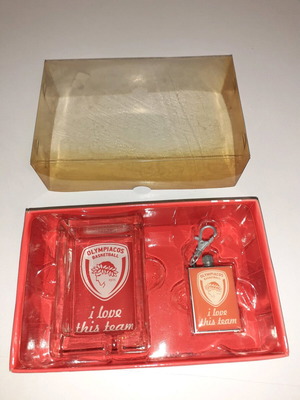 OLYMPIACOS
BASKETBALL
i love
this team
OLYMPIACOS
i love
this team